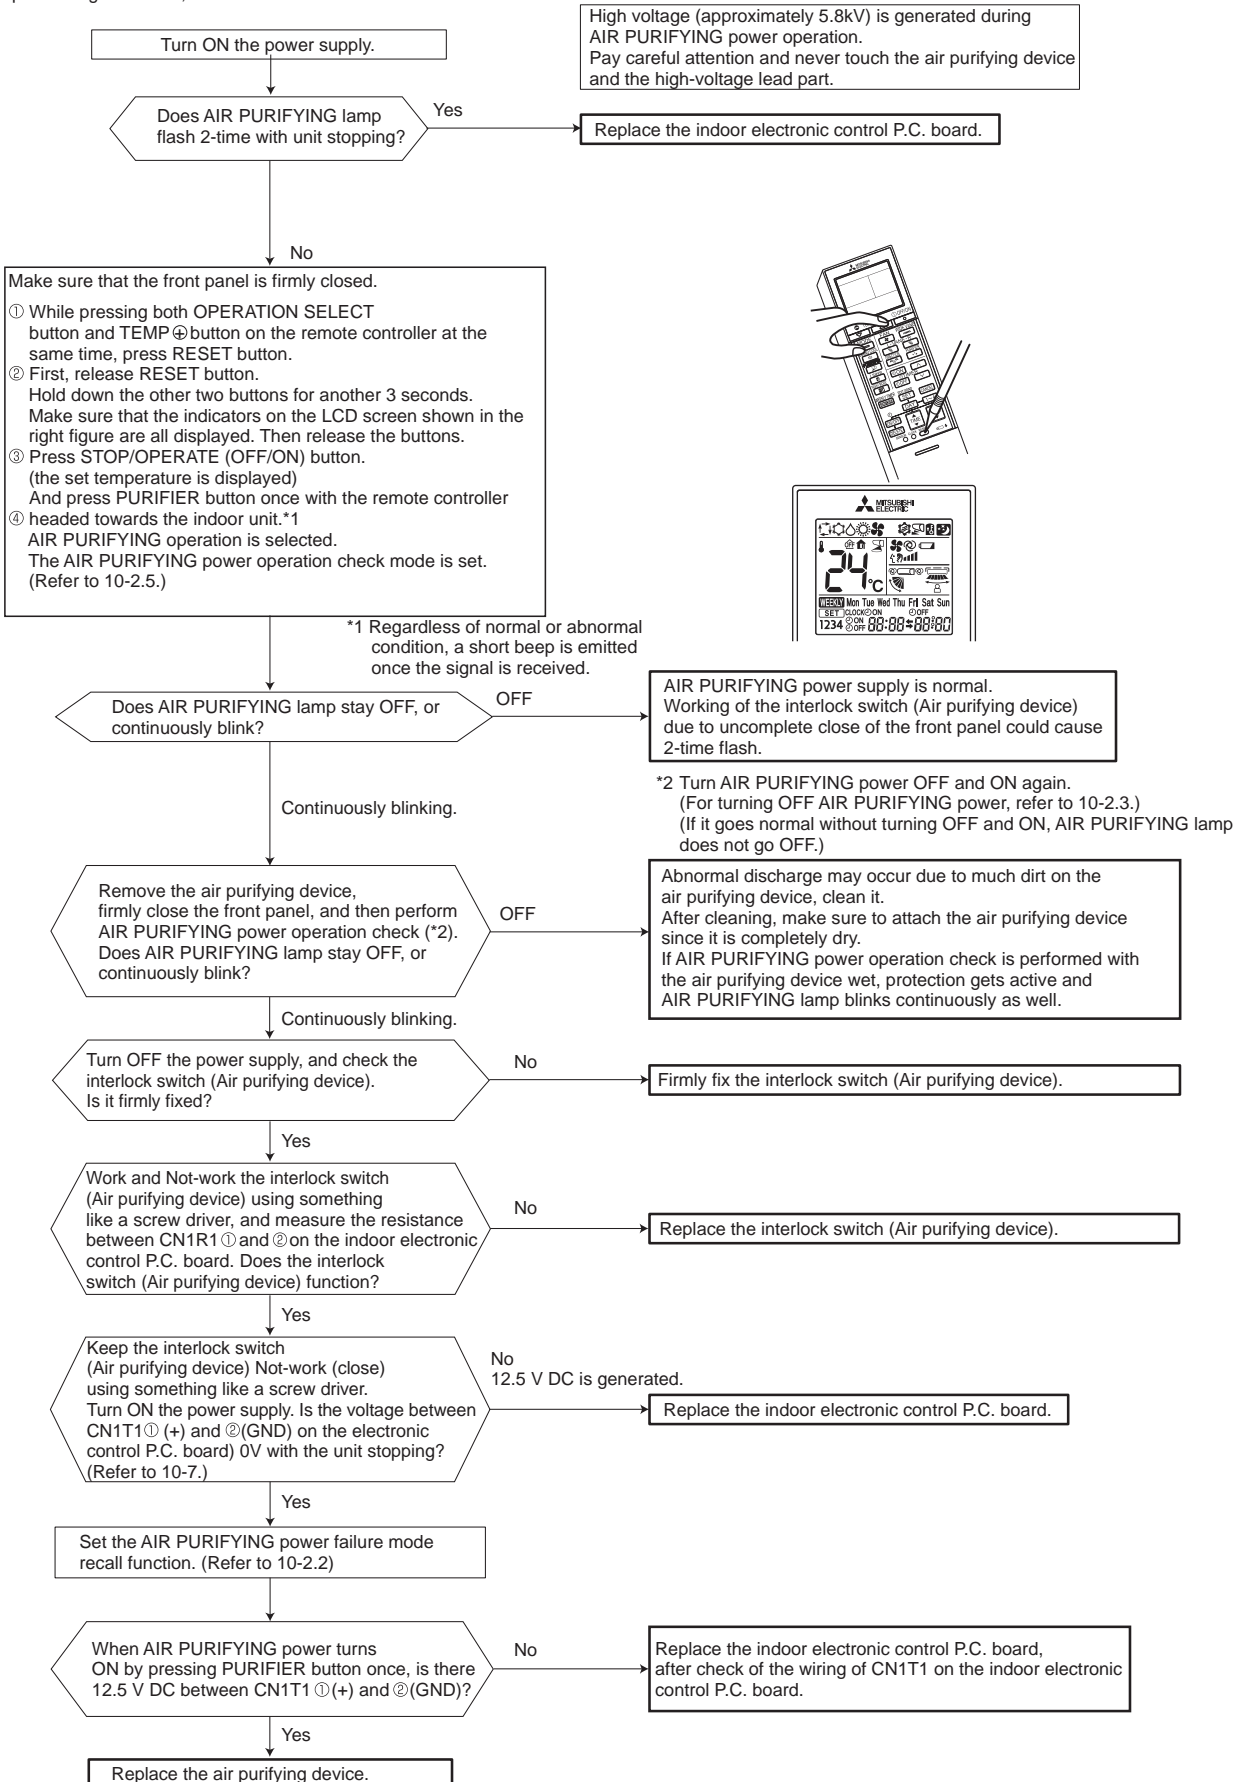 High voltage (approximately 5.8kV) is generated during
AIR PURIFYING power operation.
Pay careful attention and never touch the air purifying device
and the high-voltage lead part.
Turn ON the power supply.
Does AIR PURIFYING lamp
flash 2-time with unit stopping?
Yes
Replace the indoor electronic control P.C. board.
No
Make sure that the front panel is firmly closed.
① While pressing both OPERATION SELECT
button and TEMP ⊕ button on the remote controller at the
same time, press RESET button.
② First, release RESET button.
Hold down the other two buttons for another 3 seconds.
Make sure that the indicators on the LCD screen shown in the
right figure are all displayed. Then release the buttons.
③ Press STOP/OPERATE (OFF/ON) button.
(the set temperature is displayed)
And press PURIFIER button once with the remote controller
④ headed towards the indoor unit.*1
AIR PURIFYING operation is selected.
The AIR PURIFYING power operation check mode is set.
(Refer to 10-2.5.)
MITSUBISHI
ELECTRIC
24°C
WEEKLY Mon Tue Wed Thu Fri Sat Sun
SET CLOCK ON OFF
1234 ON OFF 88:88 88:80
*1 Regardless of normal or abnormal
condition, a short beep is emitted
once the signal is received.
Does AIR PURIFYING lamp stay OFF, or
continuously blink?
OFF
AIR PURIFYING power supply is normal.
Working of the interlock switch (Air purifying device)
due to uncomplete close of the front panel could cause
2-time flash.
*2 Turn AIR PURIFYING power OFF and ON again.
(For turning OFF AIR PURIFYING power, refer to 10-2.3.)
(If it goes normal without turning OFF and ON, AIR PURIFYING lamp
does not go OFF.)
Continuously blinking.
Remove the air purifying device,
firmly close the front panel, and then perform
AIR PURIFYING power operation check (*2).
Does AIR PURIFYING lamp stay OFF, or
continuously blink?
OFF
Abnormal discharge may occur due to much dirt on the
air purifying device, clean it.
After cleaning, make sure to attach the air purifying device
since it is completely dry.
If AIR PURIFYING power operation check is performed with
the air purifying device wet, protection gets active and
AIR PURIFYING lamp blinks continuously as well.
Continuously blinking.
Turn OFF the power supply, and check the
interlock switch (Air purifying device).
Is it firmly fixed?
No
Firmly fix the interlock switch (Air purifying device).
Yes
Work and Not-work the interlock switch
(Air purifying device) using something
like a screw driver, and measure the resistance
between CN1R1 ① and ② on the indoor electronic
control P.C. board. Does the interlock
switch (Air purifying device) function?
No
Replace the interlock switch (Air purifying device).
Yes
Keep the interlock switch
(Air purifying device) Not-work (close)
using something like a screw driver.
Turn ON the power supply. Is the voltage between
CN1T1 ① (+) and ②(GND) on the electronic
control P.C. board) 0V with the unit stopping?
(Refer to 10-7.)
No
12.5 V DC is generated.
Replace the indoor electronic control P.C. board.
Yes
Set the AIR PURIFYING power failure mode
recall function. (Refer to 10-2.2)
When AIR PURIFYING power turns
ON by pressing PURIFIER button once, is there
12.5 V DC between CN1T1 ①(+) and ②(GND)?
No
Replace the indoor electronic control P.C. board,
after check of the wiring of CN1T1 on the indoor electronic
control P.C. board.
Yes
Replace the air purifying device.